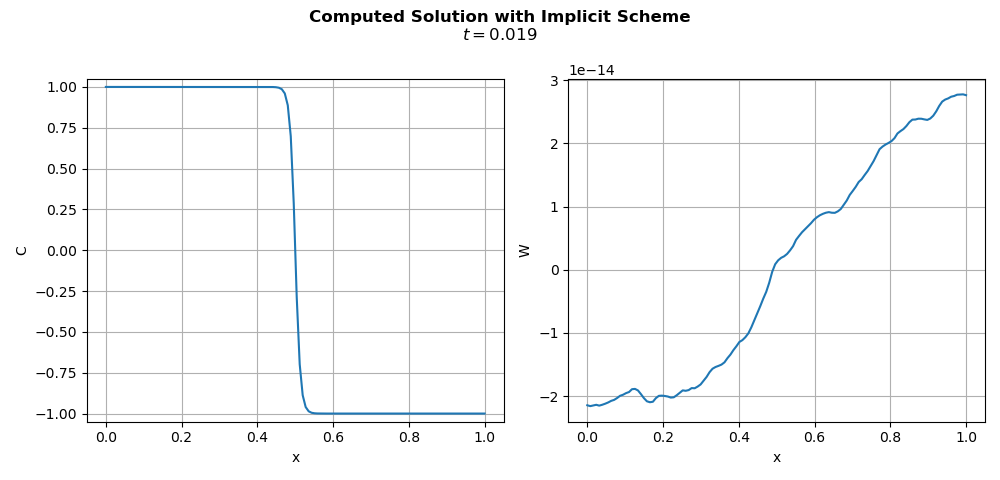 Computed Solution with Implicit Scheme
t = 0.019
1.00
0.75
0.50
0.25
0.00
−0.25
−0.50
−0.75
−1.00
C
0.0 0.2 0.4 0.6 0.8 1.0
x
1e−14
3
2
1
0
−1
−2
W
0.0 0.2 0.4 0.6 0.8 1.0
x